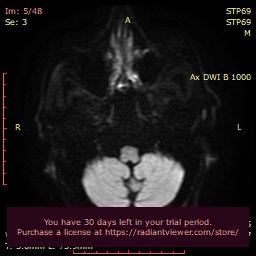 Im: 5/48
Se: 3
A
STP69
STP69
M
Ax DWI B 1000
R
L
You have 30 days left in your trial period.
Purchase a license at https://radiantviewer.com/store/